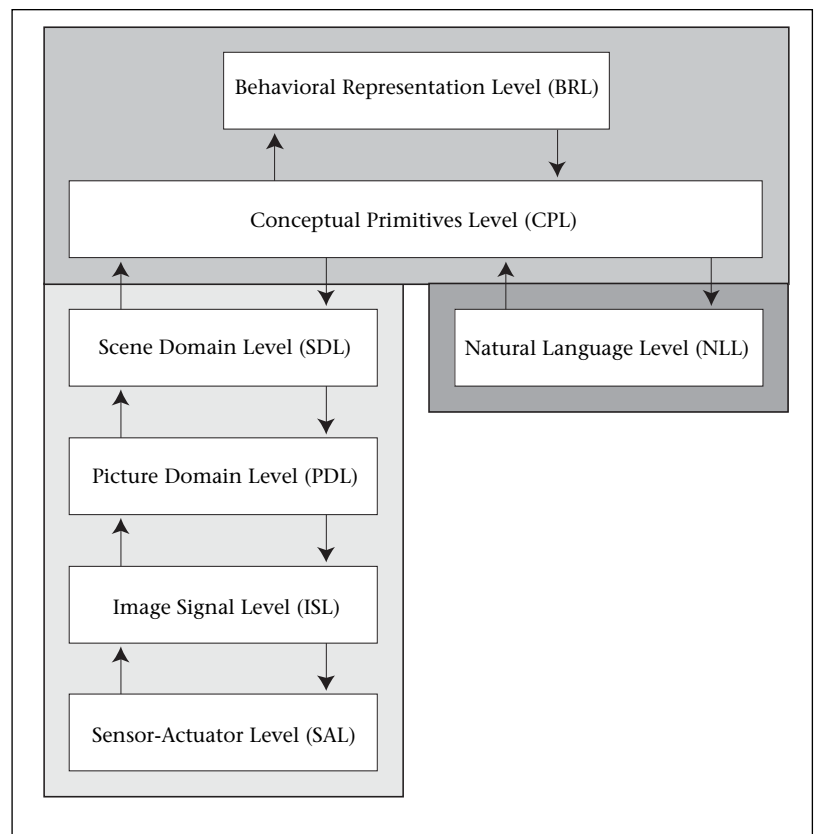 Behavioral Representation Level (BRL)
Conceptual Primitives Level (CPL)
Scene Domain Level (SDL)
Natural Language Level (NLL)
Picture Domain Level (PDL)
Image Signal Level (ISL)
Sensor-Actuator Level (SAL)